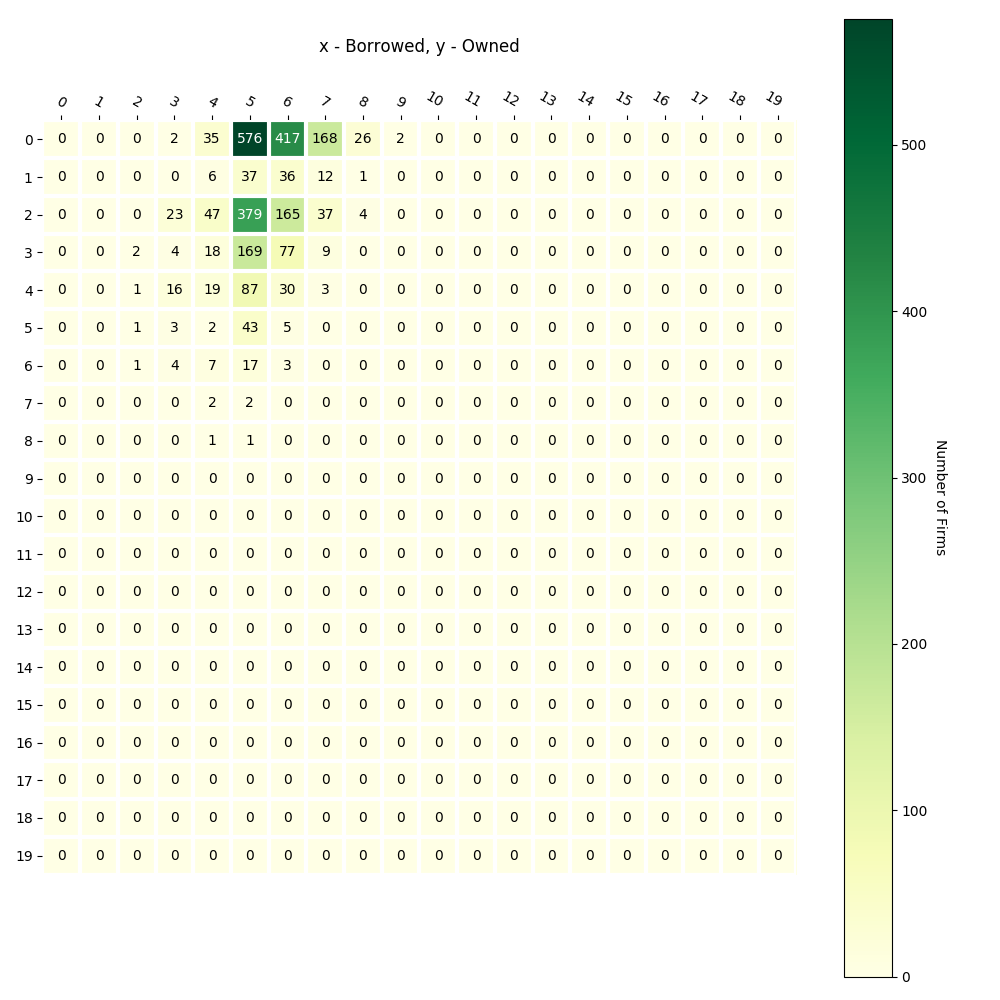 x - Borrowed, y - Owned
0 1 2 3 4 5 6 7 8 9 10 11 12 13 14 15 16 17 18 19
0 0 0 0 2 35 576 417 168 26 2 0 0 0 0 0 0 0 0 0 0
1 0 0 0 0 6 37 36 12 1 0 0 0 0 0 0 0 0 0 0 0
2 0 0 0 23 47 379 165 37 4 0 0 0 0 0 0 0 0 0 0 0
3 0 0 2 4 18 169 77 9 0 0 0 0 0 0 0 0 0 0 0 0
4 0 0 1 16 19 87 30 3 0 0 0 0 0 0 0 0 0 0 0 0
5 0 0 1 3 2 43 5 0 0 0 0 0 0 0 0 0 0 0 0 0
6 0 0 1 4 7 17 3 0 0 0 0 0 0 0 0 0 0 0 0 0
7 0 0 0 0 2 2 0 0 0 0 0 0 0 0 0 0 0 0 0 0
8 0 0 0 0 1 1 0 0 0 0 0 0 0 0 0 0 0 0 0 0
9 0 0 0 0 0 0 0 0 0 0 0 0 0 0 0 0 0 0 0 0
10 0 0 0 0 0 0 0 0 0 0 0 0 0 0 0 0 0 0 0 0
11 0 0 0 0 0 0 0 0 0 0 0 0 0 0 0 0 0 0 0 0
12 0 0 0 0 0 0 0 0 0 0 0 0 0 0 0 0 0 0 0 0
13 0 0 0 0 0 0 0 0 0 0 0 0 0 0 0 0 0 0 0 0
14 0 0 0 0 0 0 0 0 0 0 0 0 0 0 0 0 0 0 0 0
15 0 0 0 0 0 0 0 0 0 0 0 0 0 0 0 0 0 0 0 0
16 0 0 0 0 0 0 0 0 0 0 0 0 0 0 0 0 0 0 0 0
17 0 0 0 0 0 0 0 0 0 0 0 0 0 0 0 0 0 0 0 0
18 0 0 0 0 0 0 0 0 0 0 0 0 0 0 0 0 0 0 0 0
19 0 0 0 0 0 0 0 0 0 0 0 0 0 0 0 0 0 0 0 0
500
400
300
200
100
0
Number of Firms